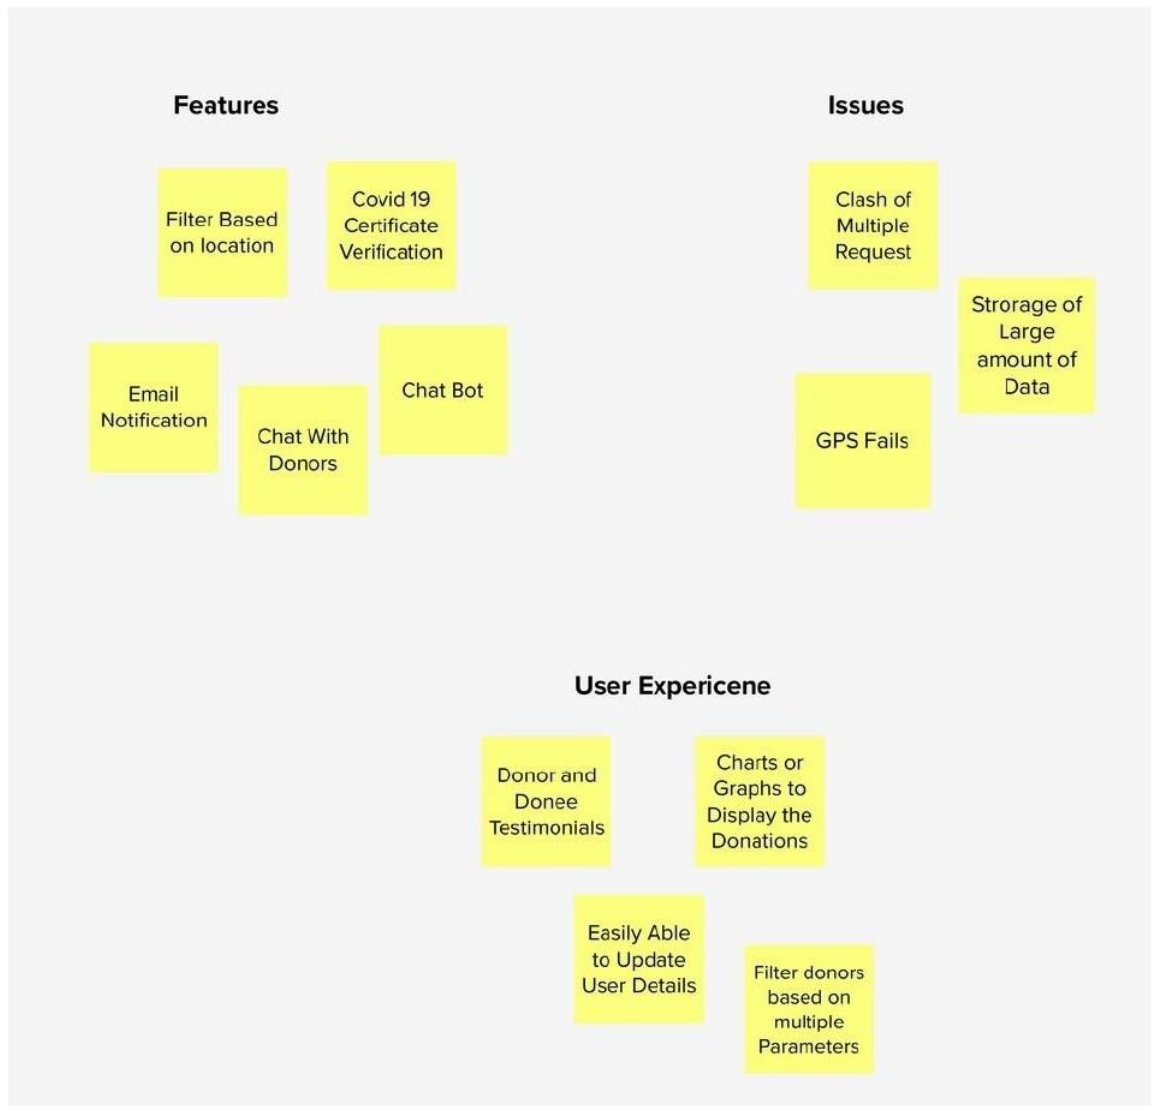 Features
Filter Based
on location
Covid 19
Certificate
Verification
Email
Notification
Chat With
Donors
Chat Bot
Issues
Clash of
Multiple
Request
Strorage of
Large
amount of
Data
GPS Fails
User Expericene
Donor and
Donee
Testimonials
Charts or
Graphs to
Display the
Donations
Easily Able
to Update
User Details
Filter donors
based on
multiple
Parameters